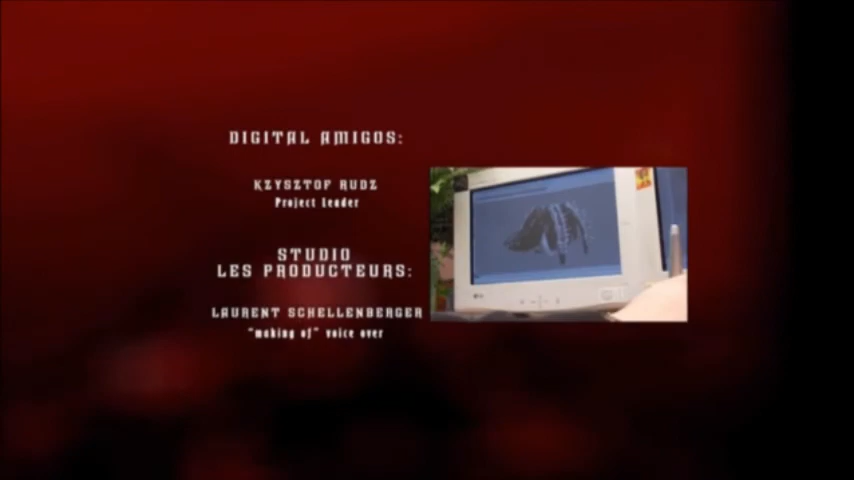 DIGITAL AMIGOS:
KZYSZTOF RUDZ
Project Leader
STUDIO
LES PRODUCTEURS:
LAURENT SCHELLENBERGER
"making of" voice over